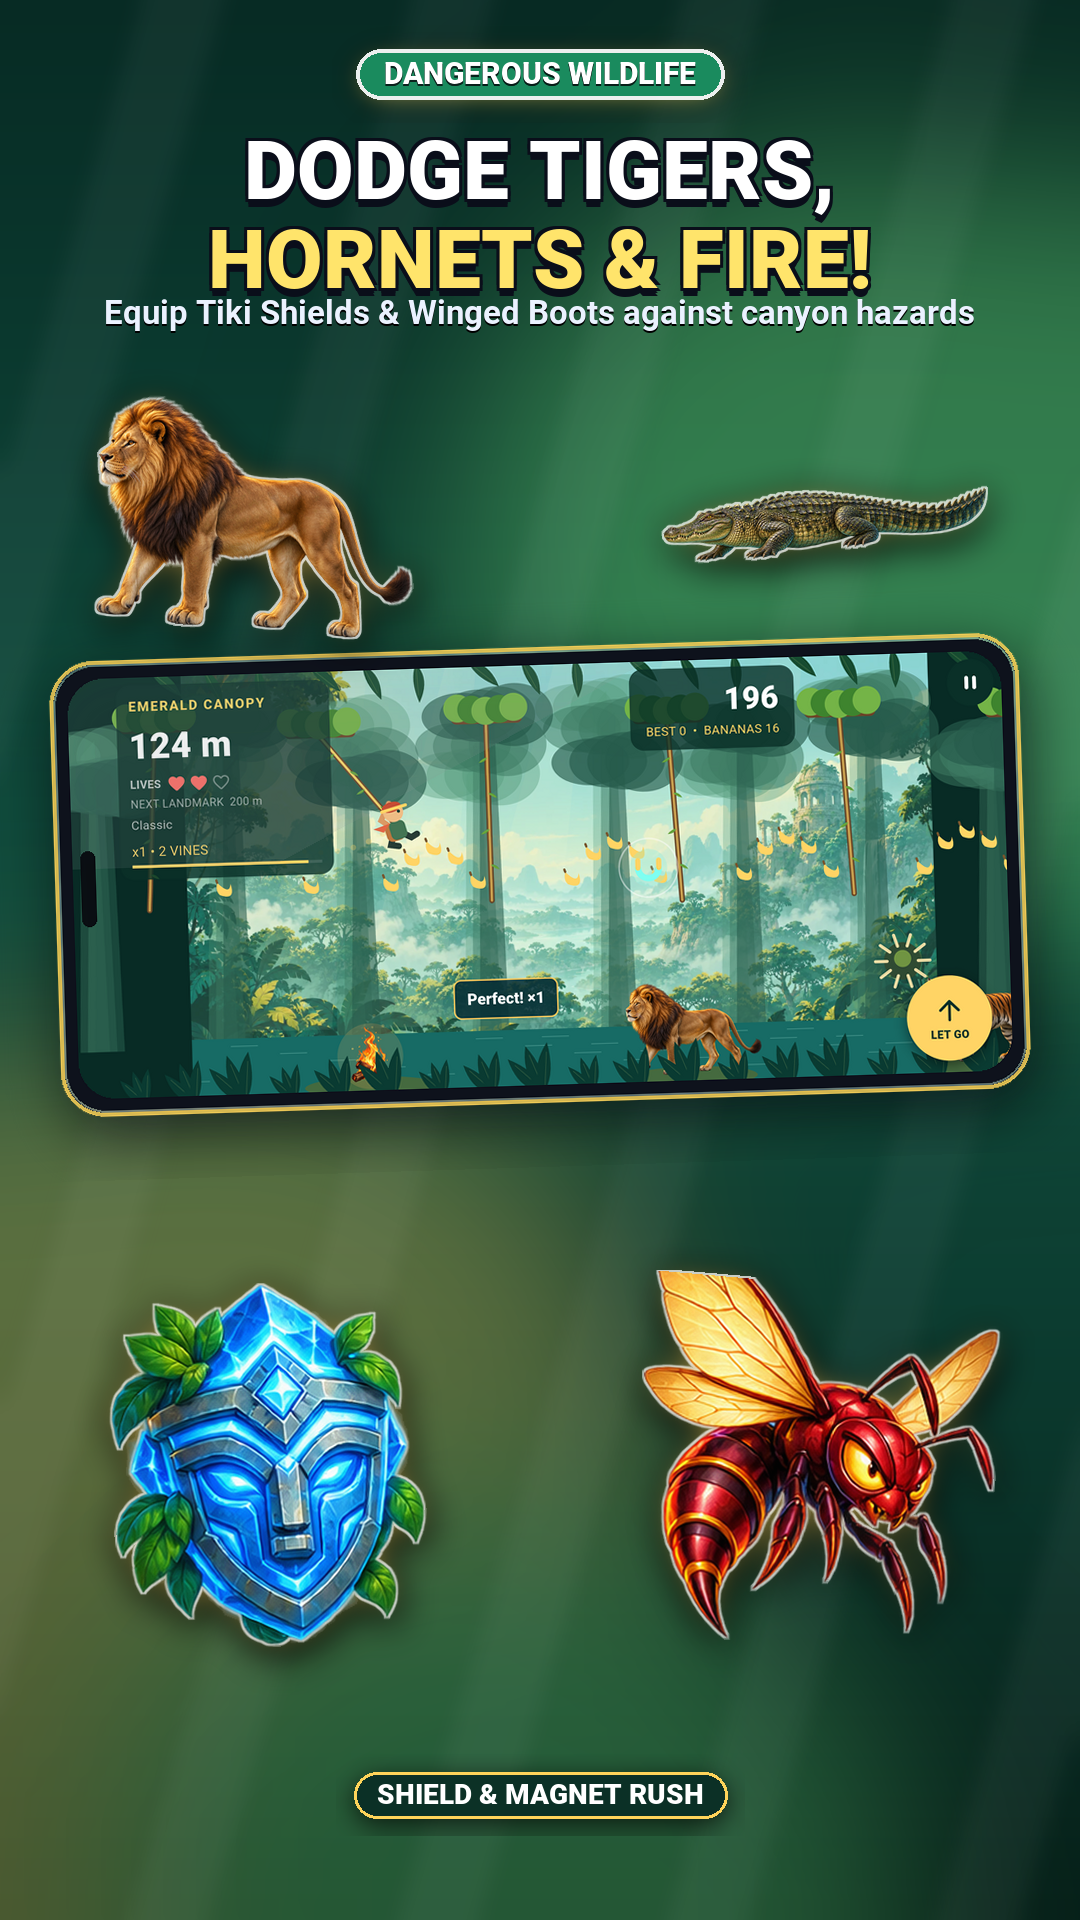 DANGEROUS WILDLIFE
DODGE TIGERS,
HORNETS & FIRE!
Equip Tiki Shields & Winged Boots against canyon hazards
EMERALD CANOPY
124 m
LIVES
NEXT LANDMARK 200 m
Classic
x1 • 2 VINES
196
BEST 0 • BANANAS 16
Perfect! ×1
LET GO
SHIELD & MAGNET RUSH